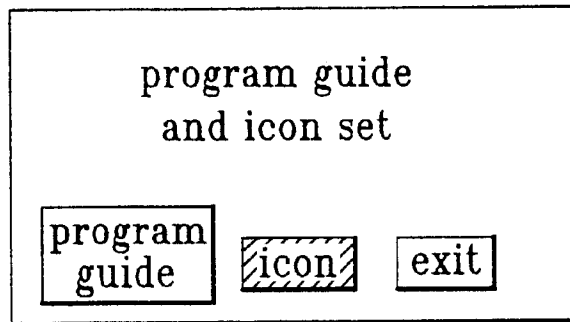 program guide
and icon set
program
guide
icon
exit